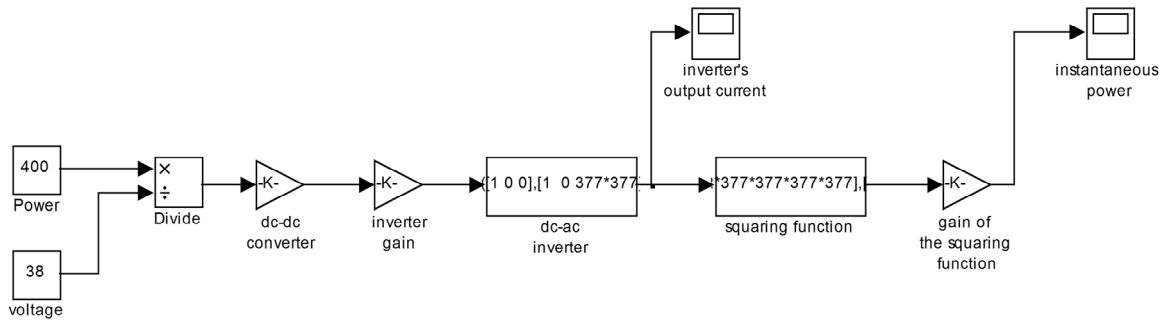 inverter's
output current
instantaneous
power
400
Power
×
÷
Divide
38
voltage
-K-
dc-dc
converter
-K-
inverter
gain
([1 0 0],[1 0 377*377]
dc-ac
inverter
*377*377*377*377],[
squaring function
-K-
gain of
the squaring
function